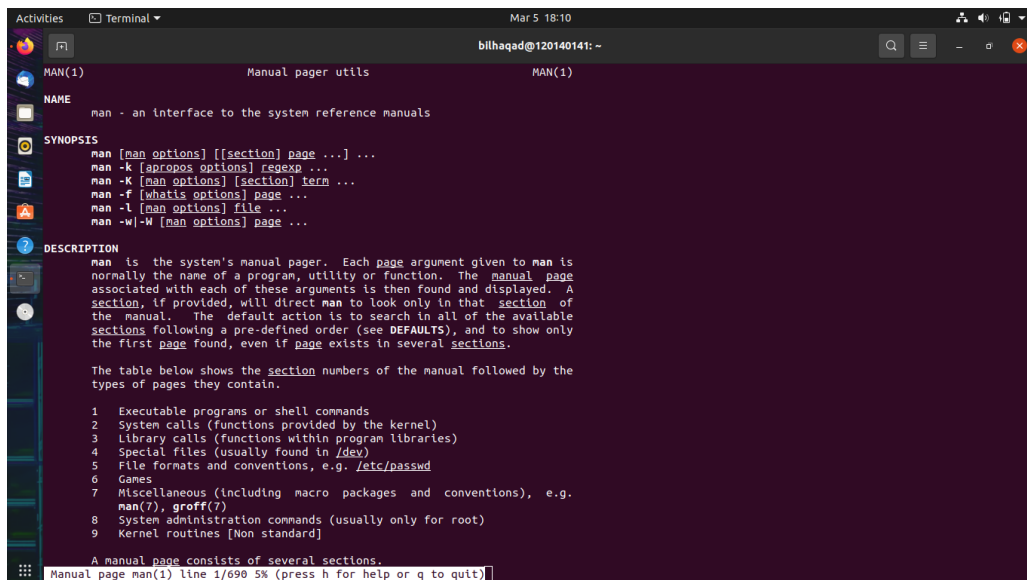 Activities Terminal Mar 5 18:10
bilhaqad@120140141: ~
MAN(1) Manual pager utils MAN(1)
NAME
man - an interface to the system reference manuals
SYNOPSIS
man [man options] [[section] page ...] ...
man -k [apropos options] regexp ...
man -K [man options] [section] term ...
man -f [whatis options] page ...
man -l [man options] file ...
man -w|-W [man options] page ...
DESCRIPTION
man is the system's manual pager. Each page argument given to man is
normally the name of a program, utility or function. The manual page
associated with each of these arguments is then found and displayed. A
section, if provided, will direct man to look only in that section of
the manual. The default action is to search in all of the available
sections following a pre-defined order (see DEFAULTS), and to show only
the first page found, even if page exists in several sections.
The table below shows the section numbers of the manual followed by the
types of pages they contain.
1 Executable programs or shell commands
2 System calls (functions provided by the kernel)
3 Library calls (functions within program libraries)
4 Special files (usually found in /dev)
5 File formats and conventions, e.g. /etc/passwd
6 Games
7 Miscellaneous (including macro packages and conventions), e.g.
man(7), groff(7)
8 System administration commands (usually only for root)
9 Kernel routines [Non standard]
A manual page consists of several sections.
Manual page man(1) line 1/690 5% (press h for help or q to quit)